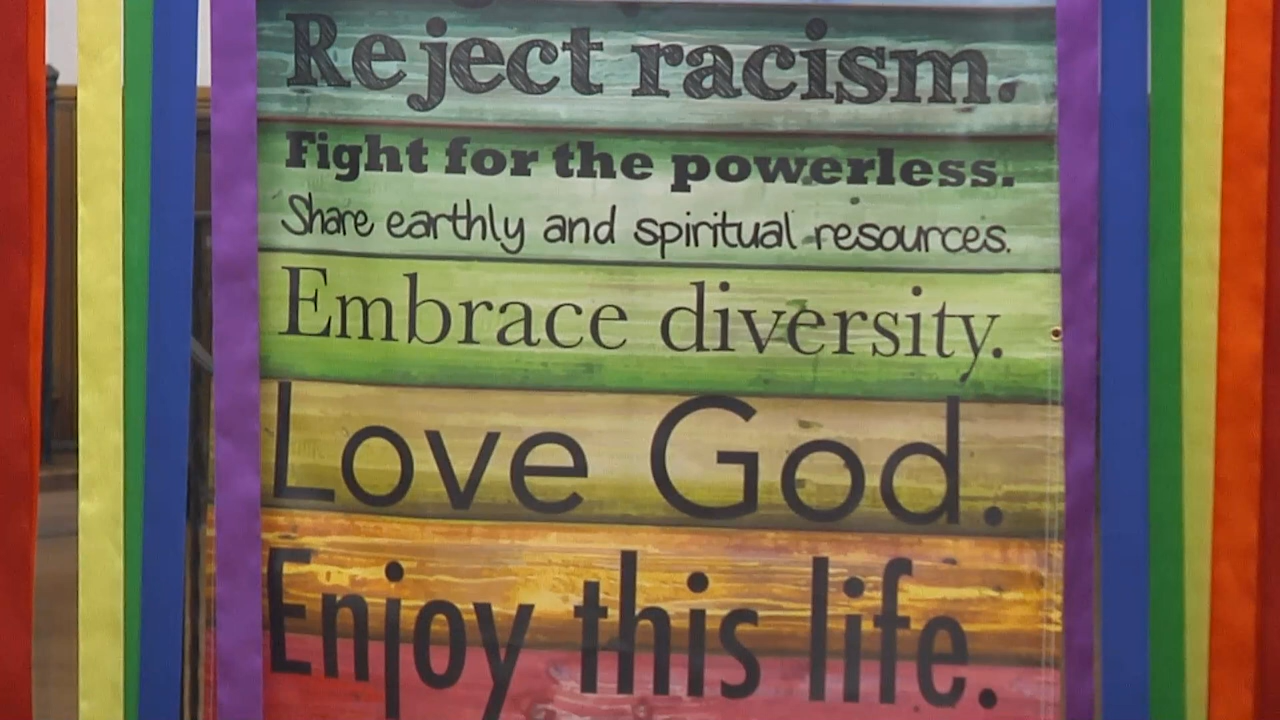 Reject racism.
Fight for the powerless.
Share earthly and spiritual resources.
Embrace diversity.
Love God.
Enjoy this life.